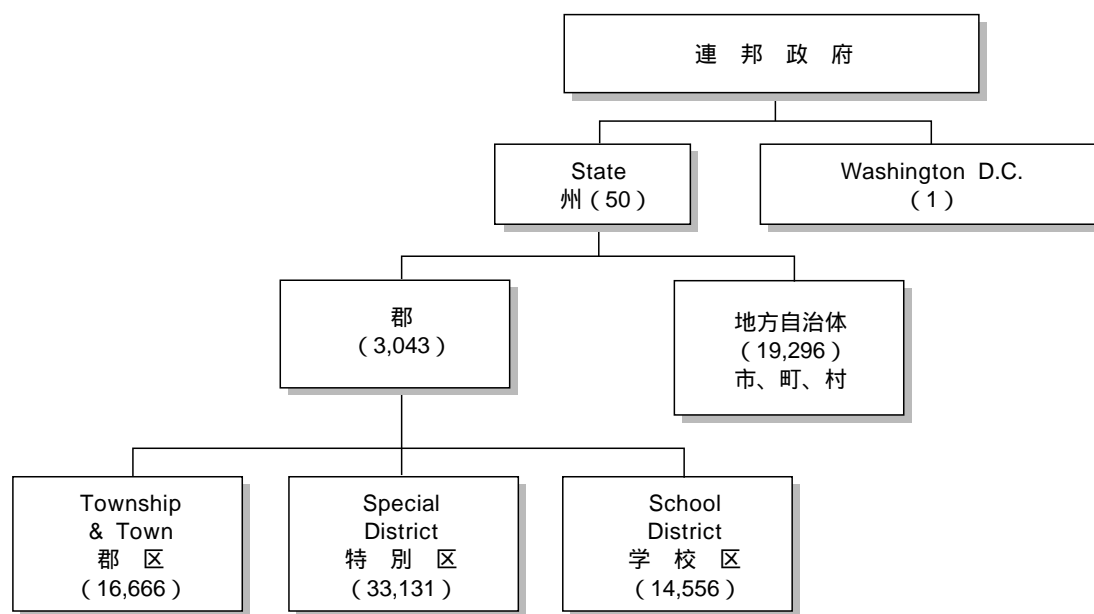 連 邦 政 府
State
州（50）
Washington D.C.
（1）
郡
（3,043）
地方自治体
（19,296）
市、町、村
Township
& Town
郡 区
（16,666）
Special
District
特 別 区
（33,131）
School
District
学 校 区
（14,556）